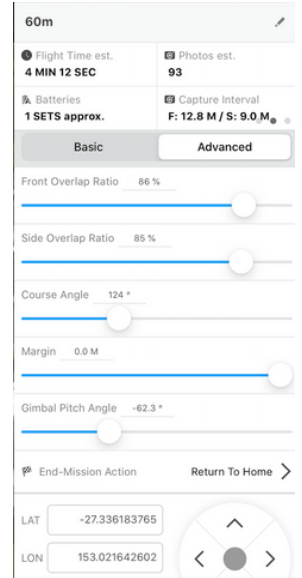 60m
Flight Time est.
4 MIN 12 SEC
Photos est.
93
Batteries
1 SETS approx.
Capture Interval
F: 12.8 M / S: 9.0 M
Basic
Advanced
Front Overlap Ratio 86 %
Side Overlap Ratio 85 %
Course Angle 124 °
Margin 0.0 M
Gimbal Pitch Angle -62.3 °
End-Mission Action Return To Home
LAT -27.336183765
LON 153.021642602